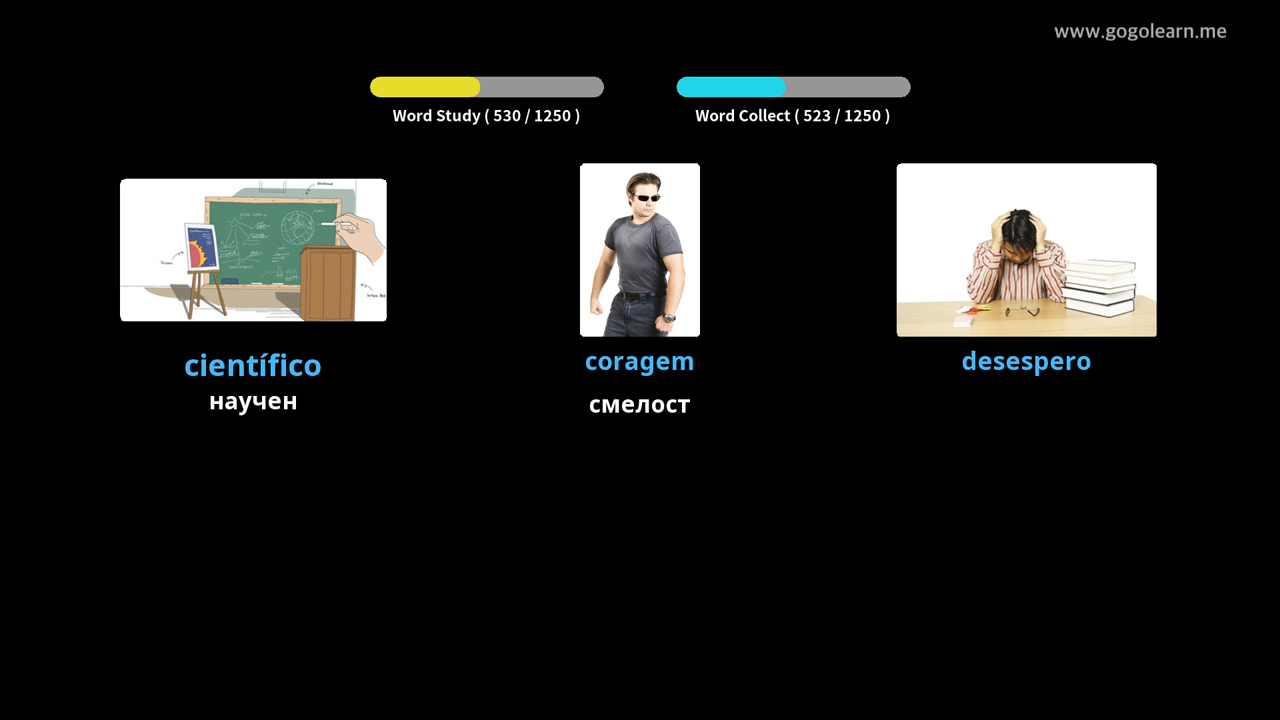 www.gogolearn.me
Word Study ( 530 / 1250 )
Word Collect ( 523 / 1250 )
científico
научен
coragem
смелост
desespero